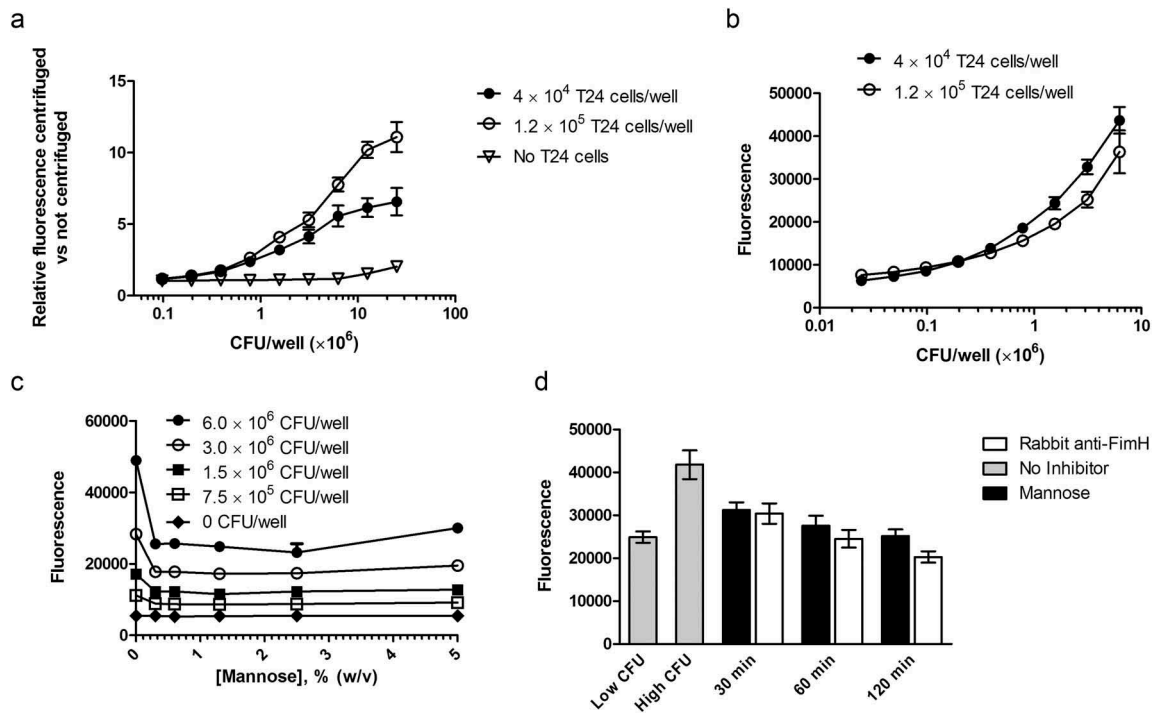 a
Relative fluorescence centrifuged
vs not centrifuged
15
10
5
0
0.1
1
10
100
CFU/well (×10⁶)
4 × 10⁴ T24 cells/well
1.2 × 10⁵ T24 cells/well
No T24 cells
b
4 × 10⁴ T24 cells/well
1.2 × 10⁵ T24 cells/well
Fluorescence
50000
40000
30000
20000
10000
0
0.01
0.1
1
10
CFU/well (×10⁶)
c
6.0 × 10⁶ CFU/well
3.0 × 10⁶ CFU/well
1.5 × 10⁶ CFU/well
7.5 × 10⁵ CFU/well
0 CFU/well
Fluorescence
60000
40000
20000
0
0
1
2
3
4
5
[Mannose], % (w/v)
d
Fluorescence
50000
40000
30000
20000
10000
0
Low CFU
High CFU
30 min
60 min
120 min
Rabbit anti-FimH
No Inhibitor
Mannose